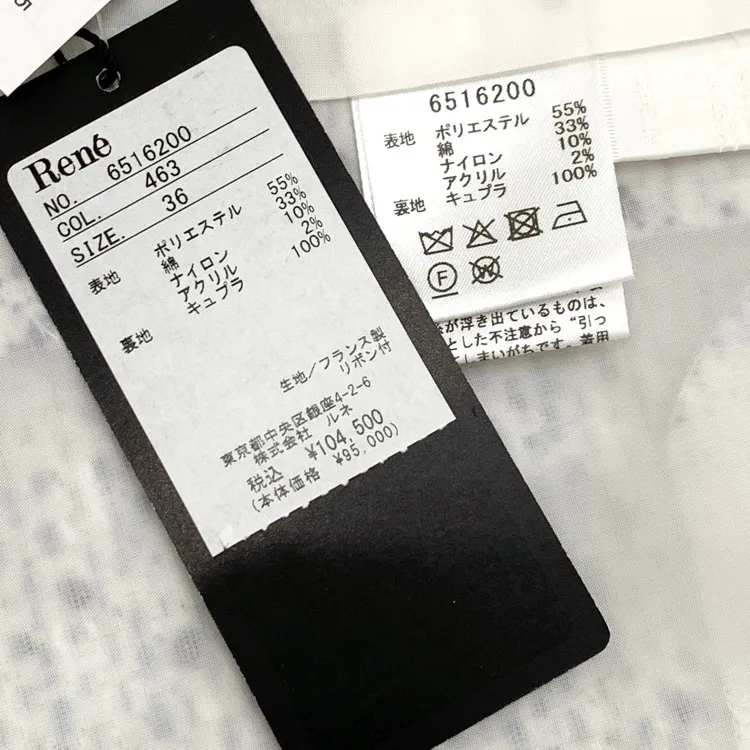 5
René
NO. 6516200
COL. 463
SIZE. 36
表地 ポリエステル 55%
綿 33%
ナイロン 10%
アクリル 2%
裏地 キュプラ 100%
生地/フランス製
リボン付
東京都中央区銀座4-2-6
株式会社 ルネ
税込 ¥104,500
(本体価格 ¥95,000)
6516200
表地 ポリエステル 55%
綿 33%
ナイロン 10%
アクリル 2%
裏地 キュプラ 100%
F
W
が浮き出ているものは、
とした不注意から“引っ
しまいがちです。着用